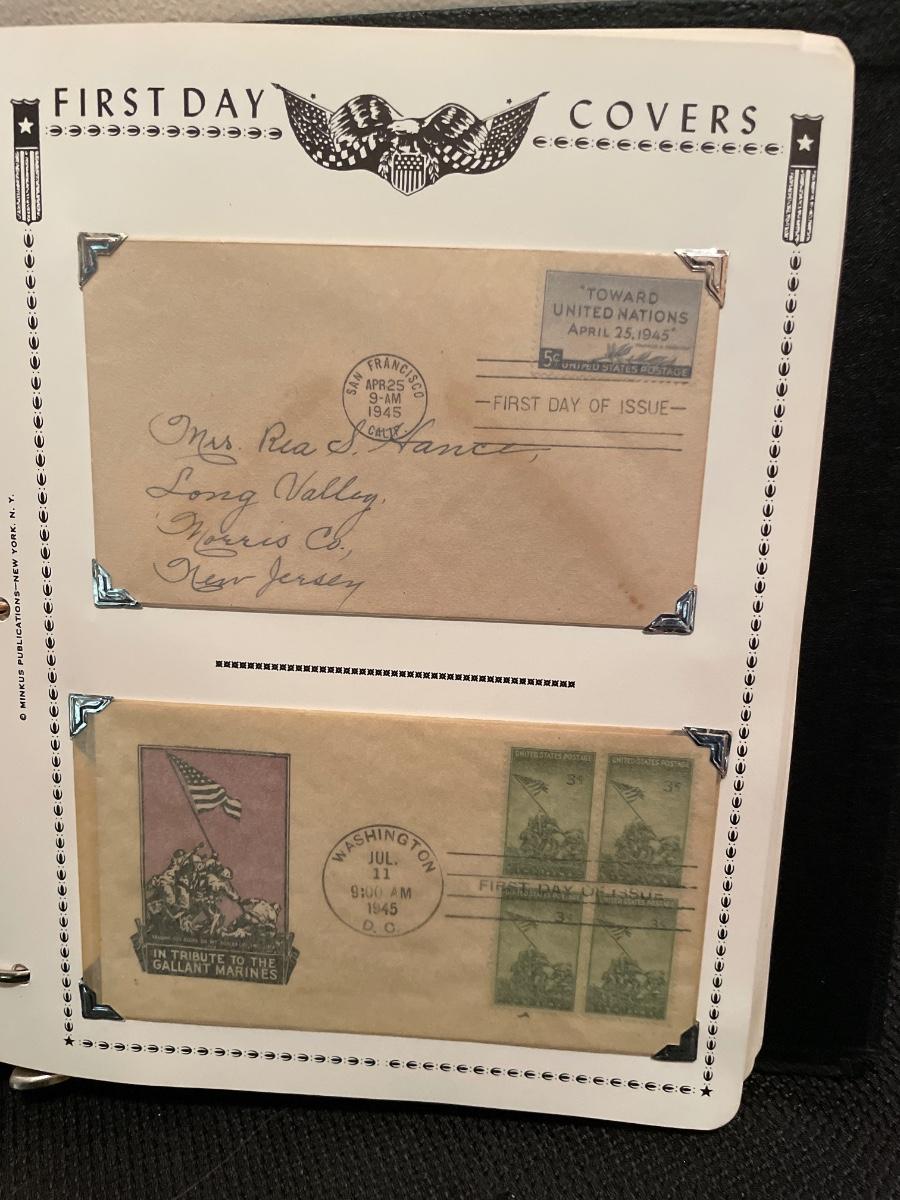 FIRST DAY COVERS
"TOWARD
UNITED NATIONS
APRIL 25, 1945"
5¢ UNITED STATES POSTAGE
SAN FRANCISCO
APR 25
9-AM
1945
CALIF.
FIRST DAY OF ISSUE
Mrs. Rea S. Hance,
Long Valley,
Morris Co.,
New Jersey
© MINKUS PUBLICATIONS—NEW YORK. N.Y.
UNITED STATES POSTAGE
3¢
UNITED STATES POSTAGE
3¢
WASHINGTON
JUL.
11
9:00 AM
1945
D. C.
FIRST DAY OF ISSUE
3¢
3¢
IN TRIBUTE TO THE
GALLANT MARINES